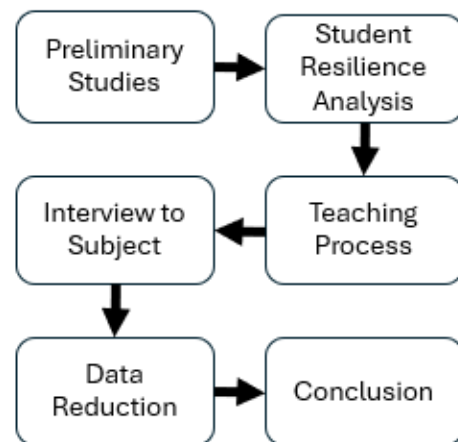 Preliminary
Studies
Student
Resilience
Analysis
Teaching
Process
Interview to
Subject
Data
Reduction
Conclusion